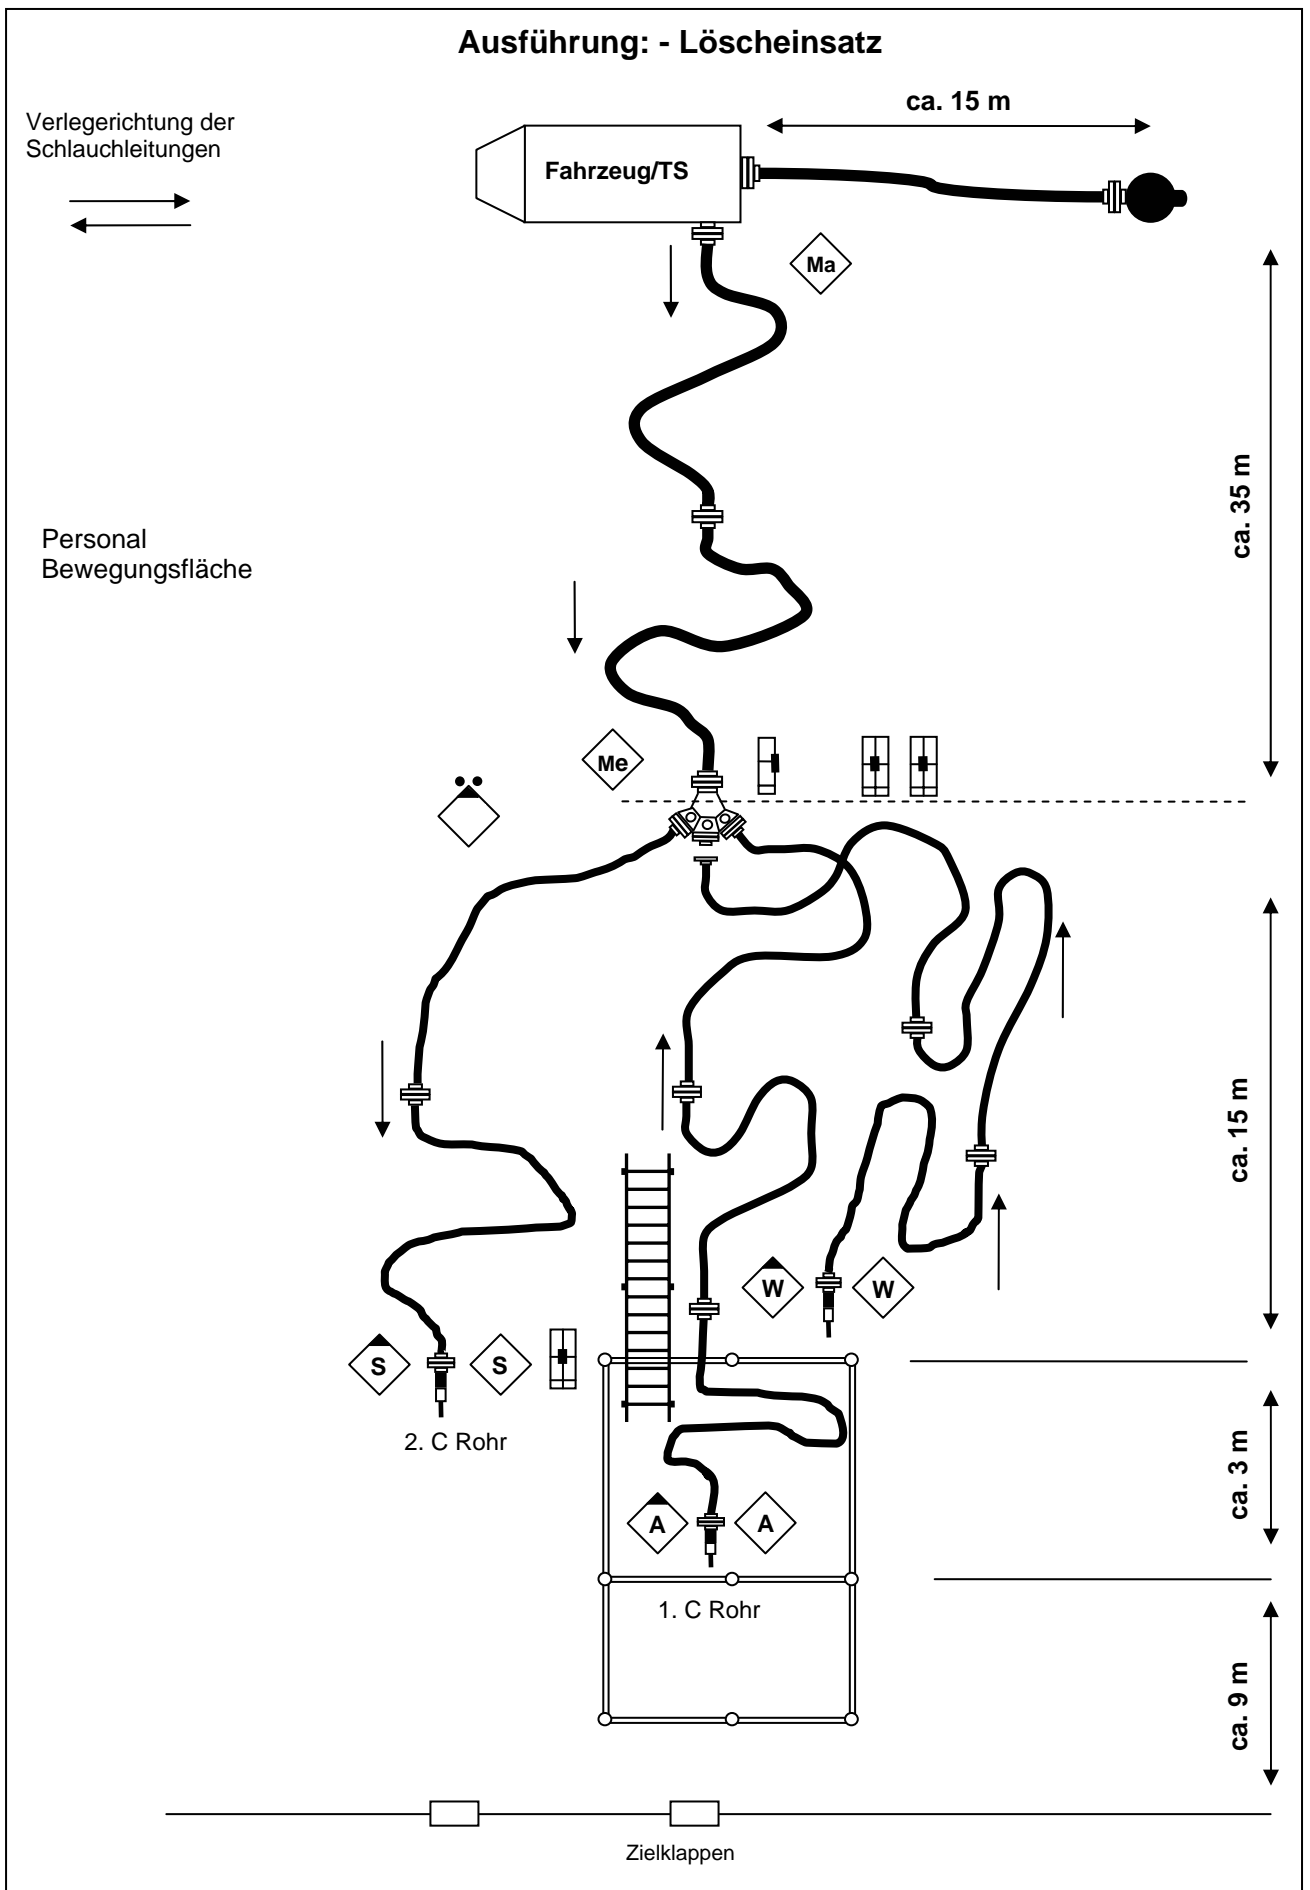 Ausführung: - Löscheinsatz
ca. 15 m
Verlegerichtung der
Schlauchleitungen
Fahrzeug/TS
Ma
ca. 35 m
Personal
Bewegungsfläche
Me
ca. 15 m
W
W
S
S
2. C Rohr
ca. 3 m
A
A
1. C Rohr
ca. 9 m
Zielklappen